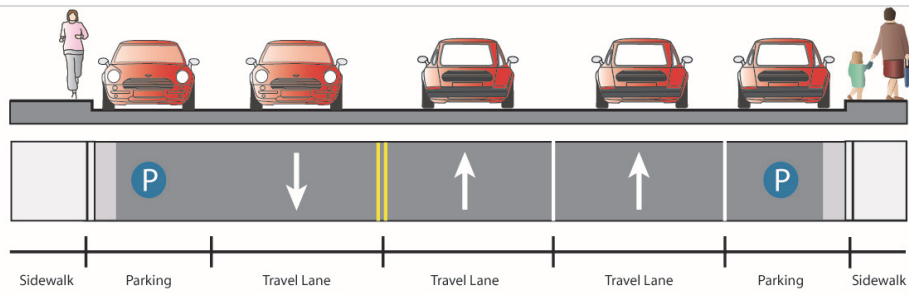 P
P
Sidewalk
Parking
Travel Lane
Travel Lane
Travel Lane
Parking
Sidewalk